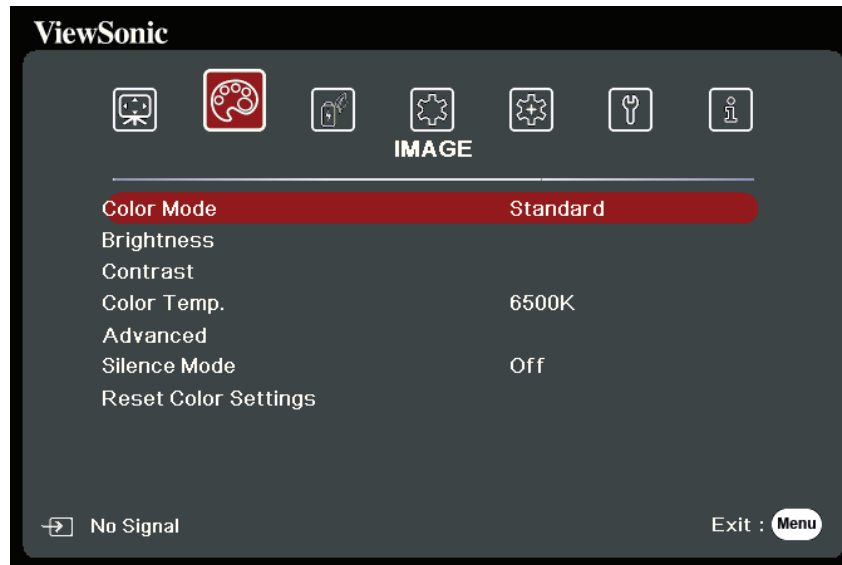 ViewSonic
IMAGE
Color Mode Standard
Brightness
Contrast
Color Temp. 6500K
Advanced
Silence Mode Off
Reset Color Settings
No Signal Exit : Menu